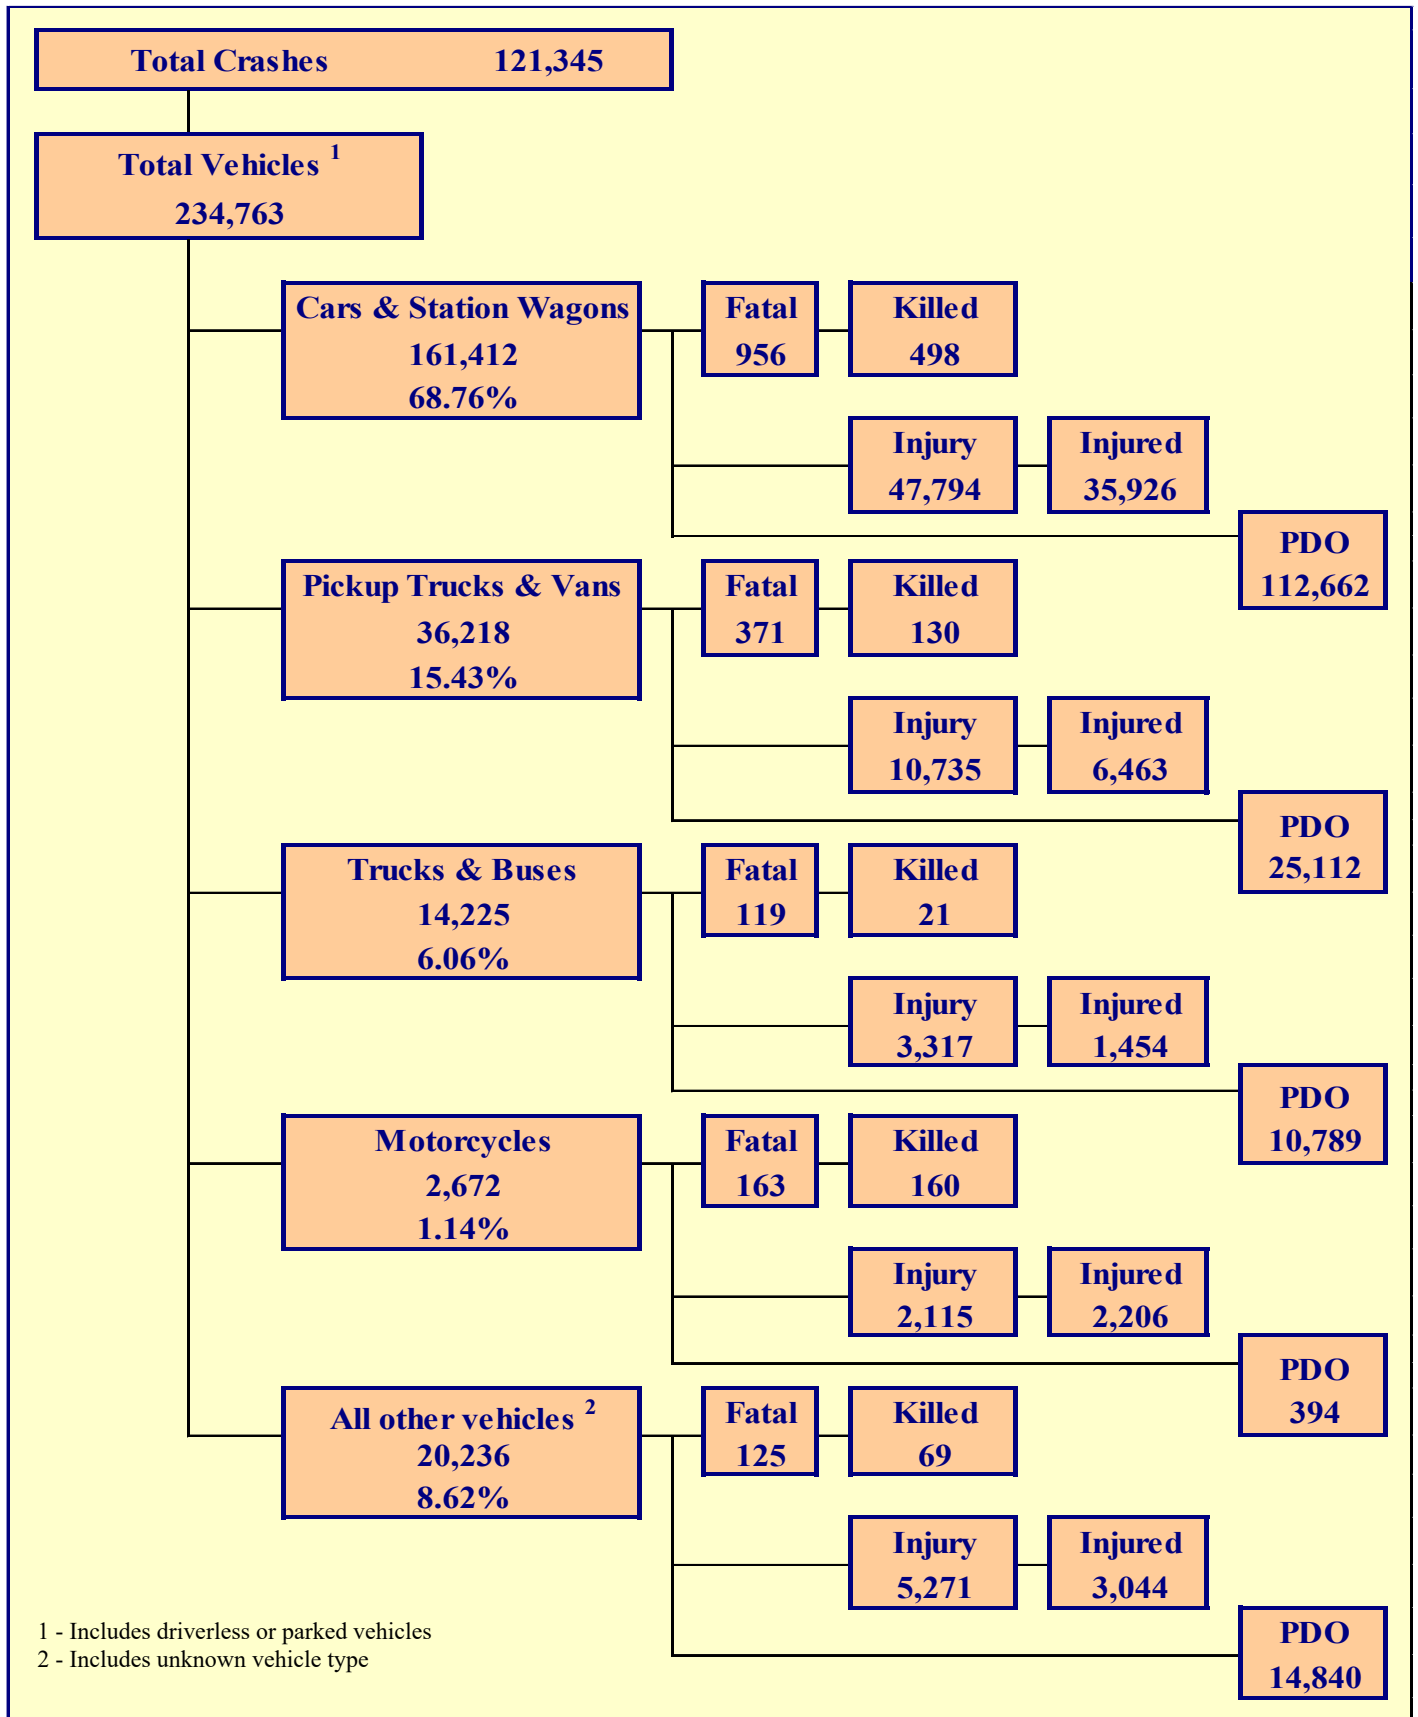 Total Crashes 121,345
Total Vehicles 1
234,763
Cars & Station Wagons
161,412
68.76%
Fatal
956
Killed
498
Injury
47,794
Injured
35,926
PDO
112,662
Pickup Trucks & Vans
36,218
15.43%
Fatal
371
Killed
130
Injury
10,735
Injured
6,463
PDO
25,112
Trucks & Buses
14,225
6.06%
Fatal
119
Killed
21
Injury
3,317
Injured
1,454
PDO
10,789
Motorcycles
2,672
1.14%
Fatal
163
Killed
160
Injury
2,115
Injured
2,206
PDO
394
All other vehicles 2
20,236
8.62%
Fatal
125
Killed
69
Injury
5,271
Injured
3,044
PDO
14,840
1 - Includes driverless or parked vehicles
2 - Includes unknown vehicle type